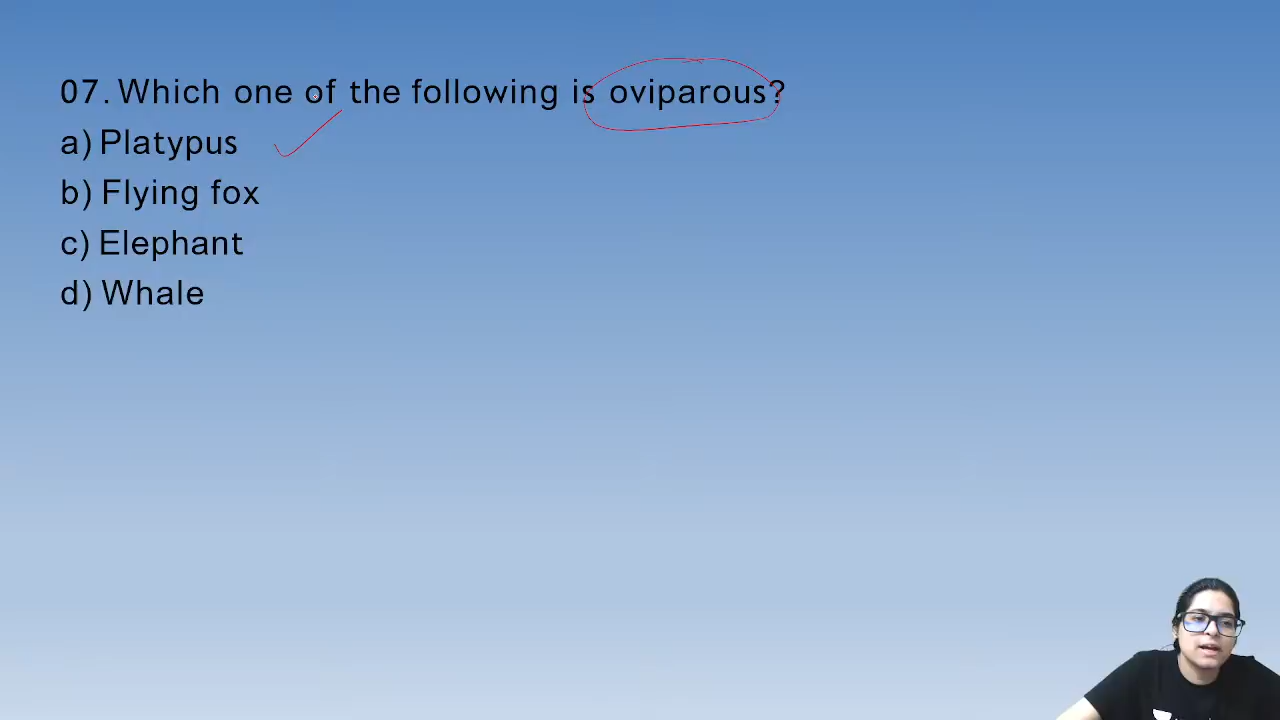 07. Which one of the following is oviparous?
a) Platypus
b) Flying fox
c) Elephant
d) Whale